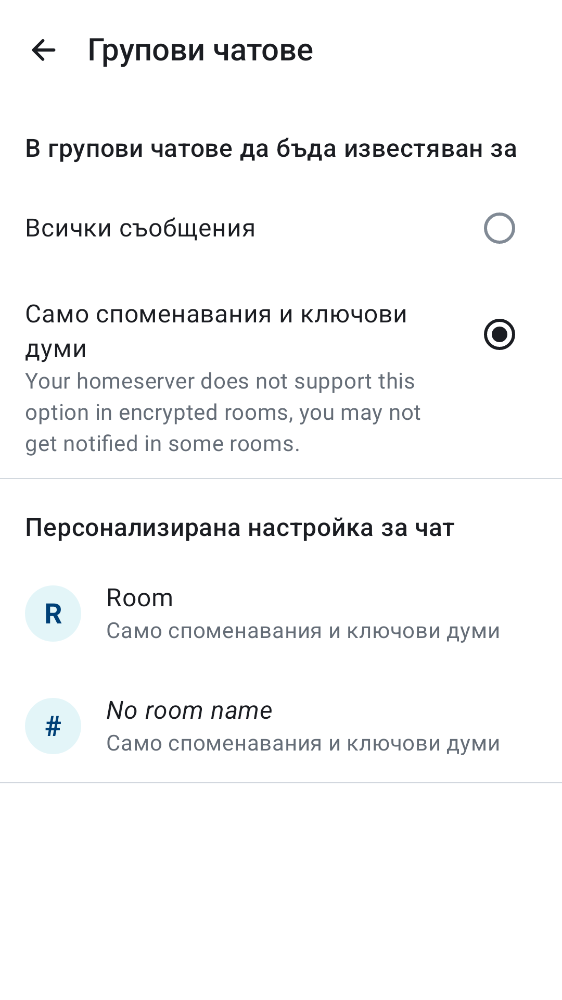 Групови чатове
В групови чатове да бъда известяван за
Всички съобщения
Само споменавания и ключови
думи
Your homeserver does not support this
option in encrypted rooms, you may not
get notified in some rooms.
Персонализирана настройка за чат
R
Room
Само споменавания и ключови думи
#
No room name
Само споменавания и ключови думи